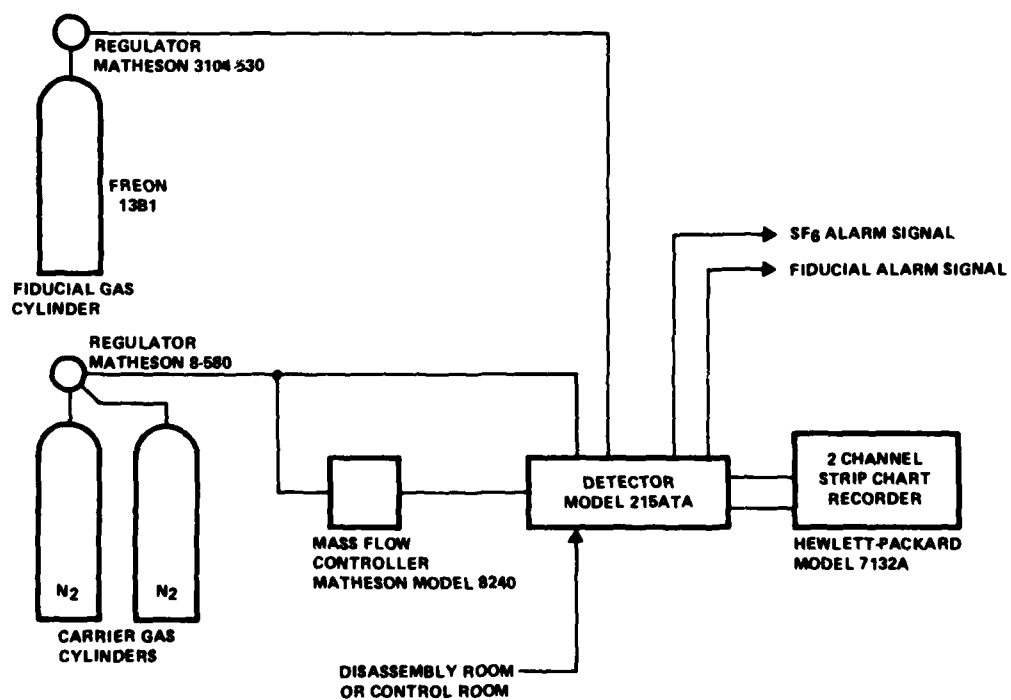 REGULATOR
MATHESON 3104-530
FREON
13B1
FIDUCIAL GAS
CYLINDER
SF6 ALARM SIGNAL
FIDUCIAL ALARM SIGNAL
REGULATOR
MATHESON 8-580
2 CHANNEL
STRIP CHART
RECORDER
DETECTOR
MODEL 215ATA
MASS FLOW
CONTROLLER
MATHESON MODEL 8240
HEWLETT-PACKARD
MODEL 7132A
N2 N2
CARRIER GAS
CYLINDERS
DISASSEMBLY ROOM
OR CONTROL ROOM